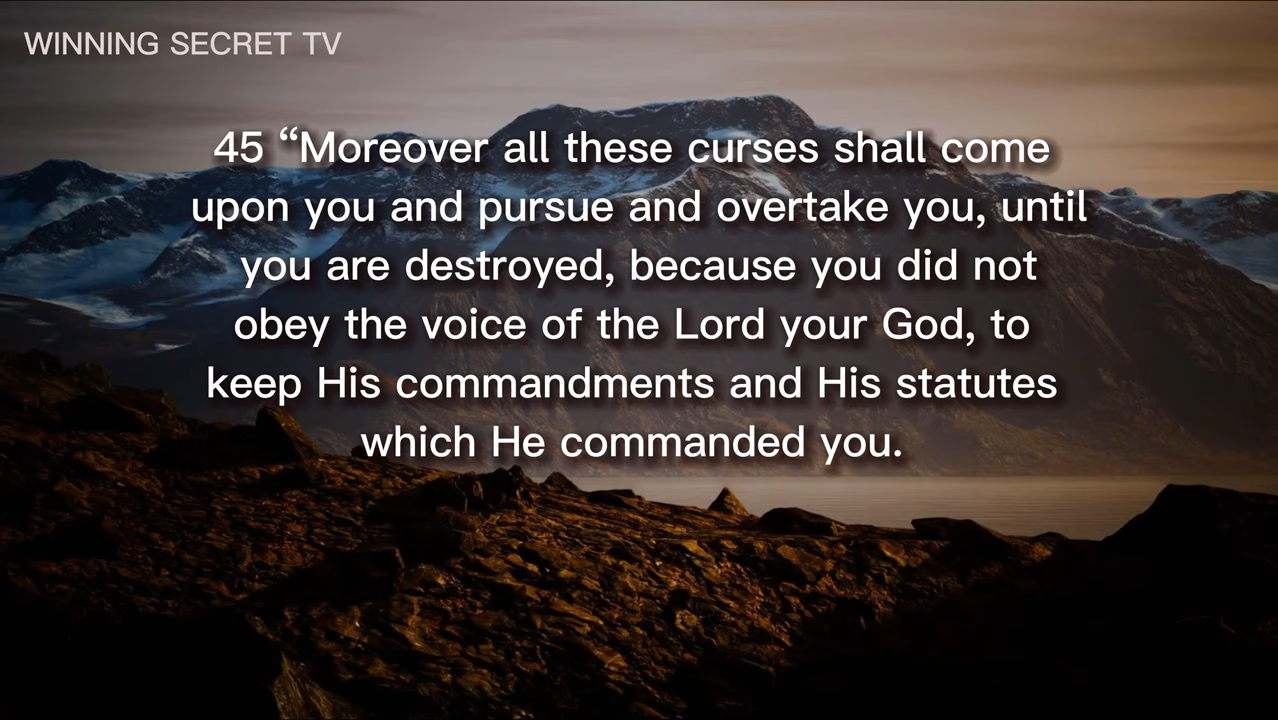 WINNING SECRET TV
45 “Moreover all these curses shall come
upon you and pursue and overtake you, until
you are destroyed, because you did not
obey the voice of the Lord your God, to
keep His commandments and His statutes
which He commanded you.